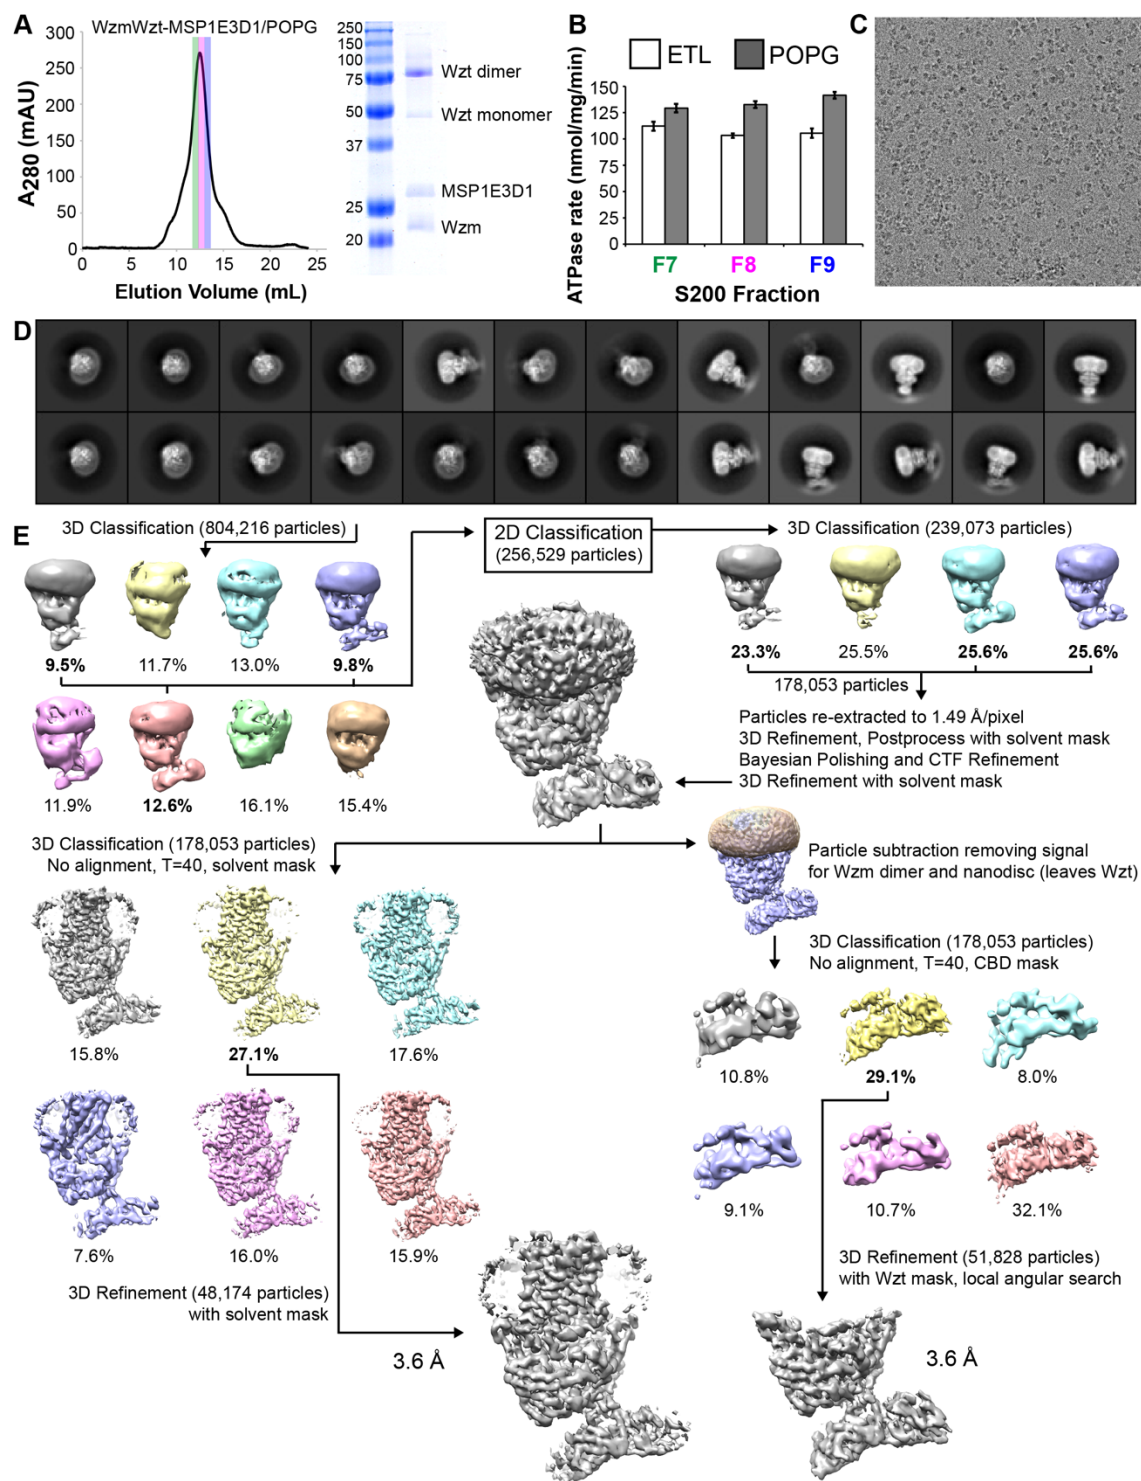 A
WzmWzt-MSP1E3D1/POPG
300
250
200
150
100
50
0
A280 (mAU)
0 5 10 15 20 25
Elution Volume (mL)
250
150
100
75
50
37
25
20
Wzt dimer
Wzt monomer
MSP1E3D1
Wzm
B
ETL POPG
150
125
100
75
50
25
0
ATPase rate (nmol/mg/min)
F7 F8 F9
S200 Fraction
C
D
E
3D Classification (804,216 particles)
9.5% 11.7% 13.0% 9.8%
11.9% 12.6% 16.1% 15.4%
2D Classification
(256,529 particles)
3D Classification (239,073 particles)
23.3% 25.5% 25.6% 25.6%
178,053 particles
Particles re-extracted to 1.49 Å/pixel
3D Refinement, Postprocess with solvent mask
Bayesian Polishing and CTF Refinement
3D Refinement with solvent mask
3D Classification (178,053 particles)
No alignment, T=40, solvent mask
15.8% 27.1% 17.6%
7.6% 16.0% 15.9%
3D Refinement (48,174 particles)
with solvent mask
3.6 Å
Particle subtraction removing signal
for Wzm dimer and nanodisc (leaves Wzt)
3D Classification (178,053 particles)
No alignment, T=40, CBD mask
10.8% 29.1% 8.0%
9.1% 10.7% 32.1%
3D Refinement (51,828 particles)
with Wzt mask, local angular search
3.6 Å